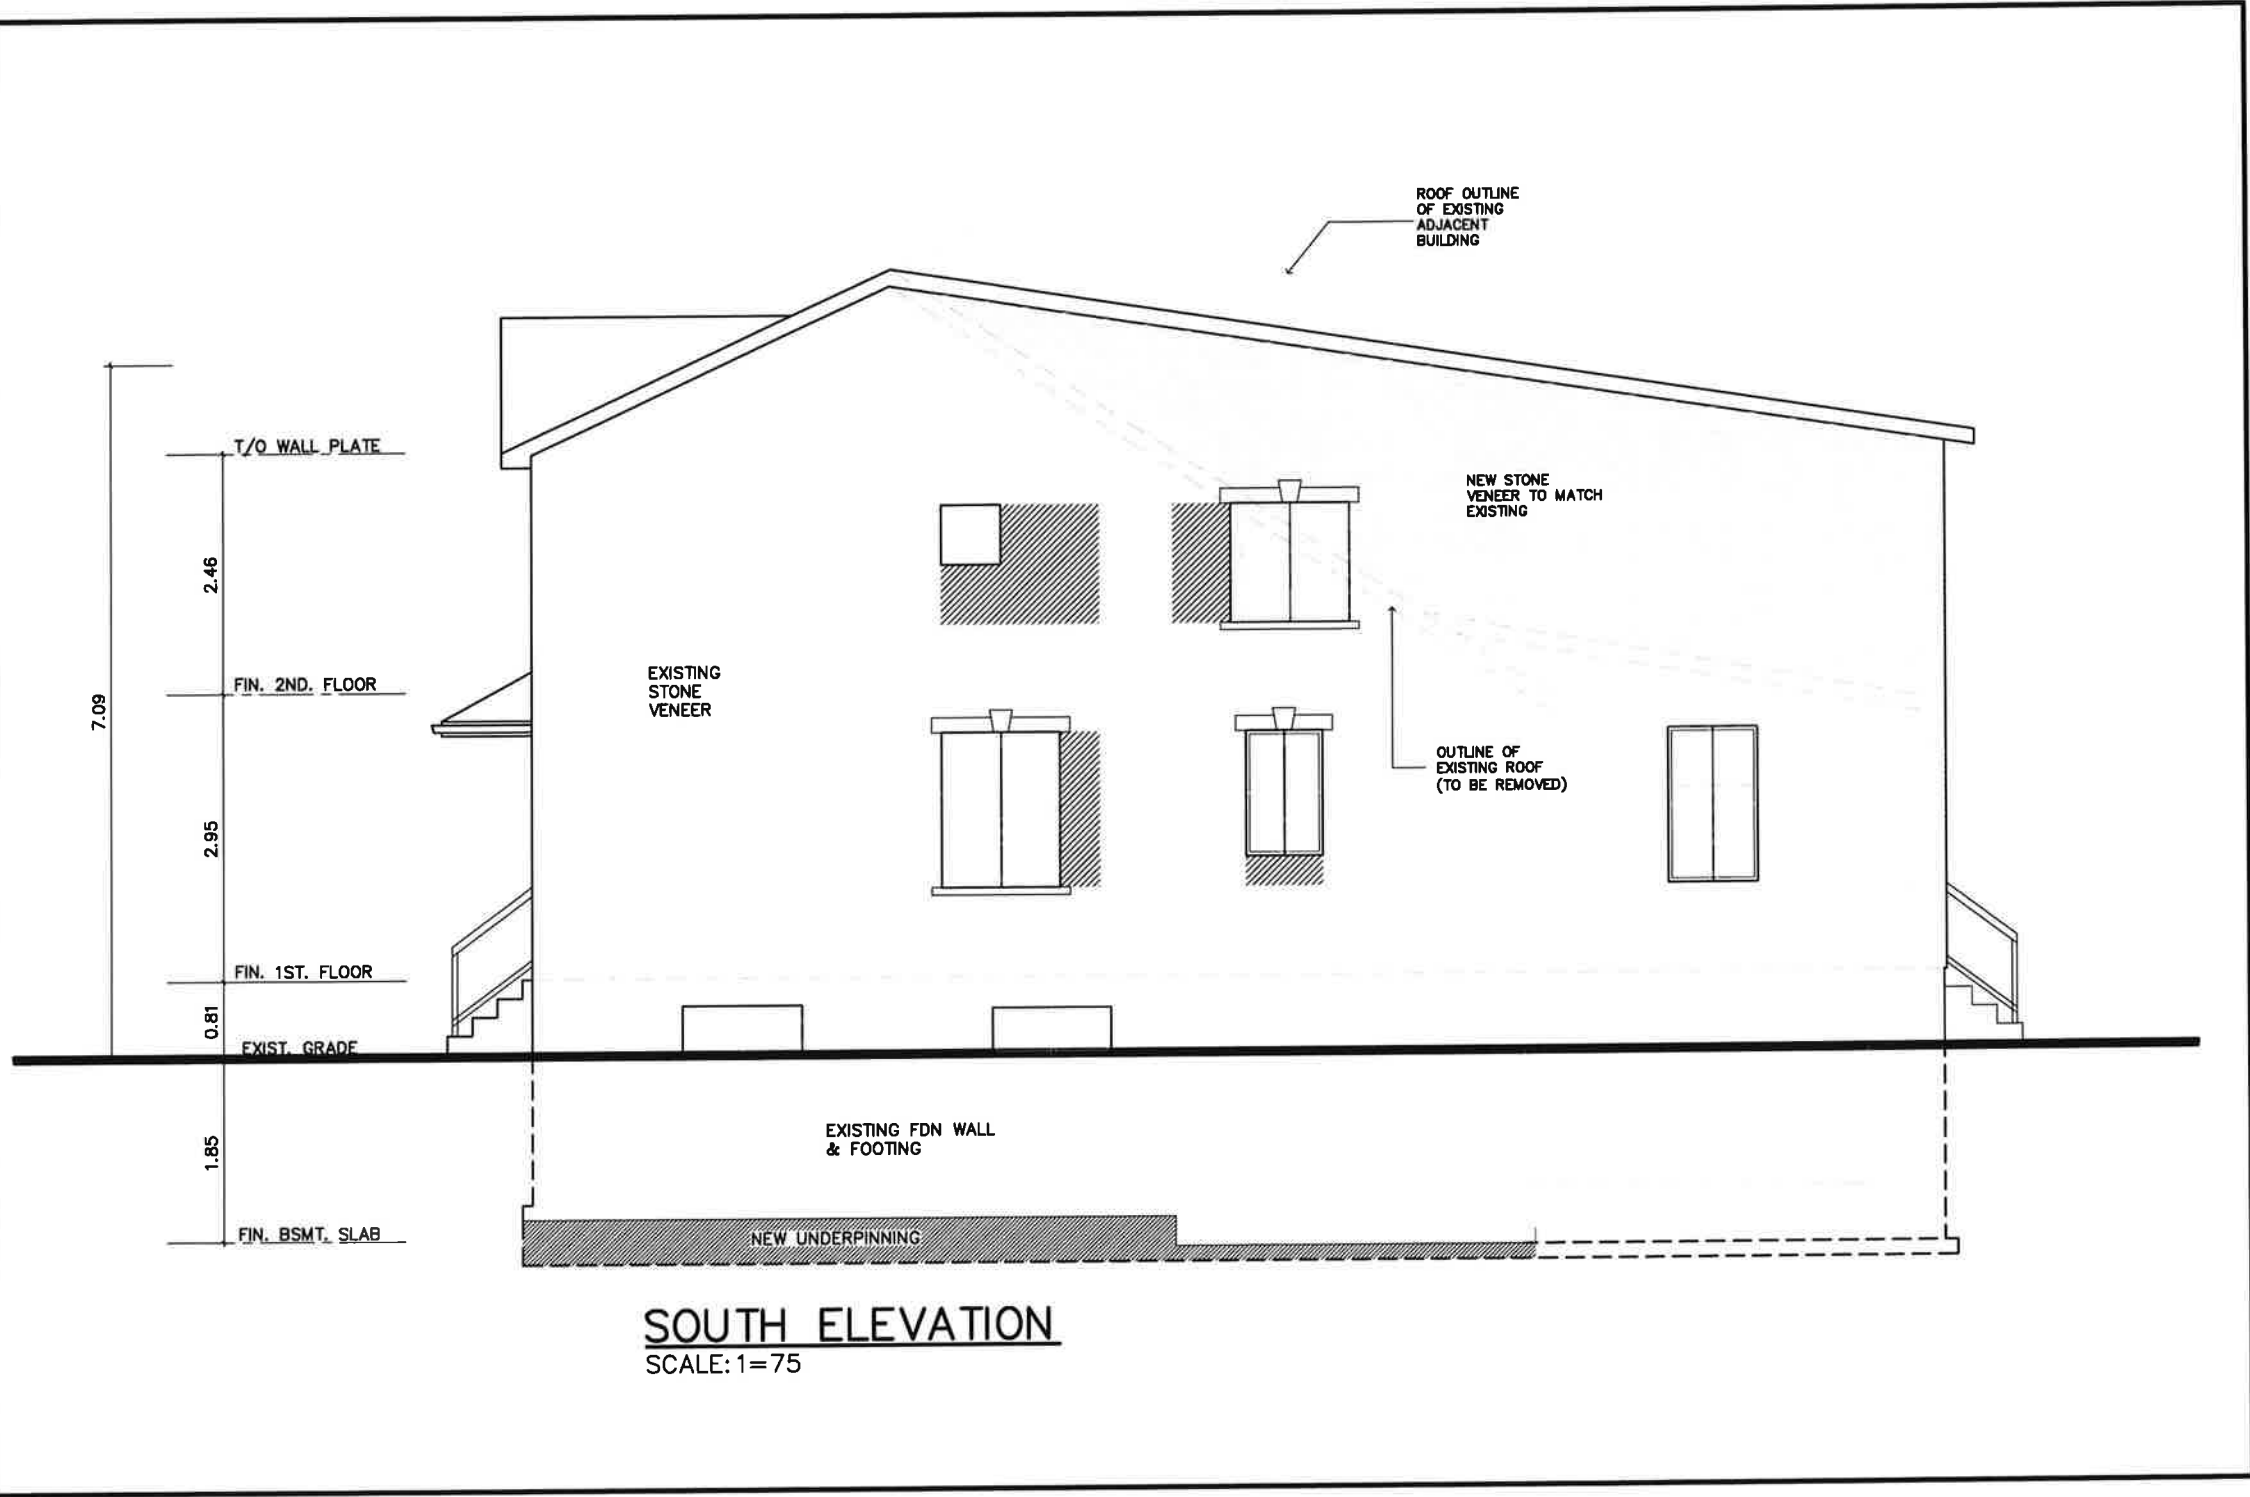 ROOF OUTLINE
OF EXISTING
ADJACENT
BUILDING
T/O WALL PLATE
NEW STONE
VENEER TO MATCH
EXISTING
2.46
EXISTING
STONE
VENEER
FIN. 2ND. FLOOR
7.09
OUTLINE OF
EXISTING ROOF
(TO BE REMOVED)
2.95
FIN. 1ST. FLOOR
0.81
EXIST. GRADE
EXISTING FDN WALL
& FOOTING
1.85
FIN. BSMT. SLAB
NEW UNDERPINNING
SOUTH ELEVATION
SCALE: 1=75